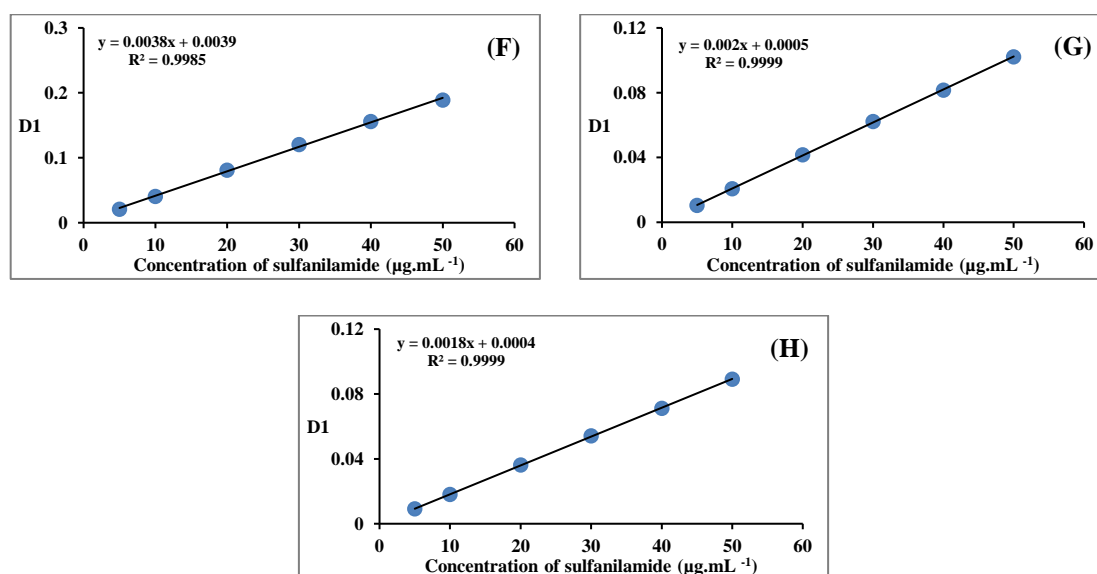 y = 0.0038x + 0.0039
R² = 0.9985
(F)
0.3
0.2
0.1
0
D1
0 10 20 30 40 50 60
Concentration of sulfanilamide (µg.mL ⁻¹)
y = 0.002x + 0.0005
R² = 0.9999
(G)
0.12
0.08
0.04
0
D1
0 10 20 30 40 50 60
Concentration of sulfanilamide (µg.mL ⁻¹)
y = 0.0018x + 0.0004
R² = 0.9999
(H)
0.12
0.08
0.04
0
D1
0 10 20 30 40 50 60
Concentration of sulfanilamide (µg.mL ⁻¹)